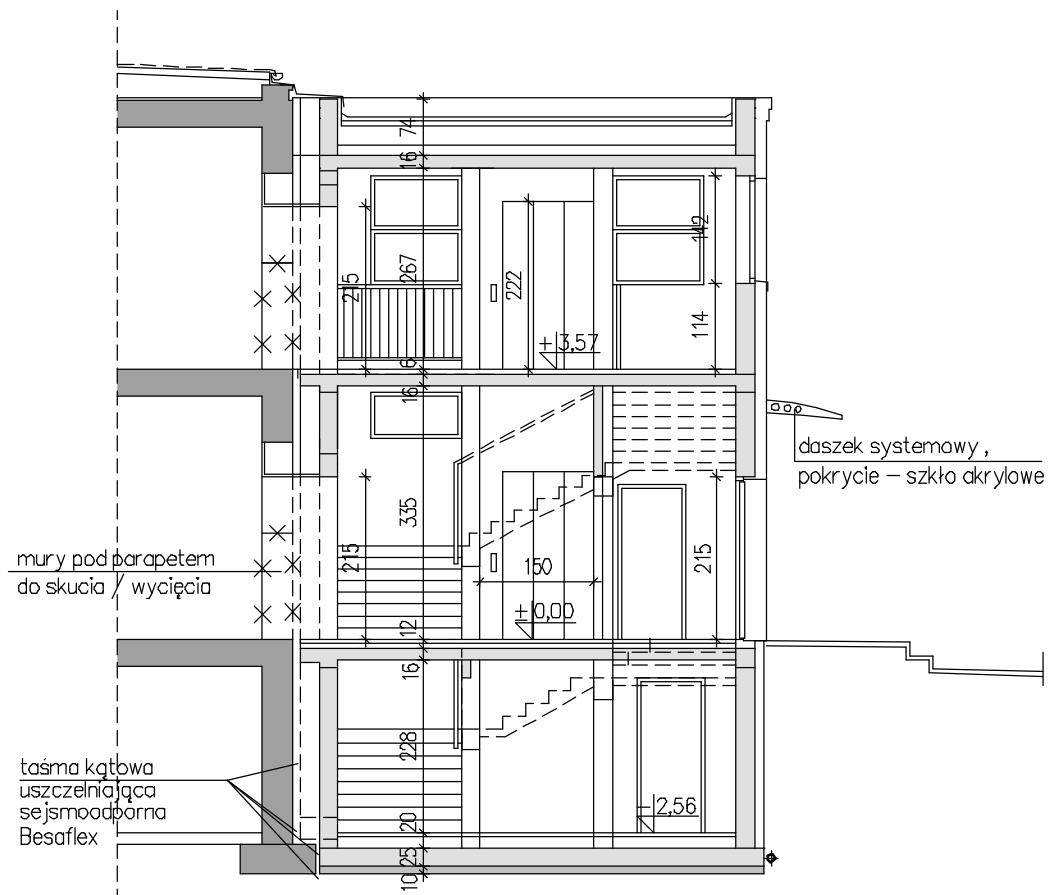 74
16
142
267
215
222
114
+ 3,57
6
16
daszek systemowy ,
pokrycie – szkło akrylowe
335
215
150
215
mury pod parapetem
do skucia / wycięcia
± 0,00
12
16
228
taśma kątowa
uszczelniająca
sejsmoodporna
Besaflex
−2,56
20
25
10